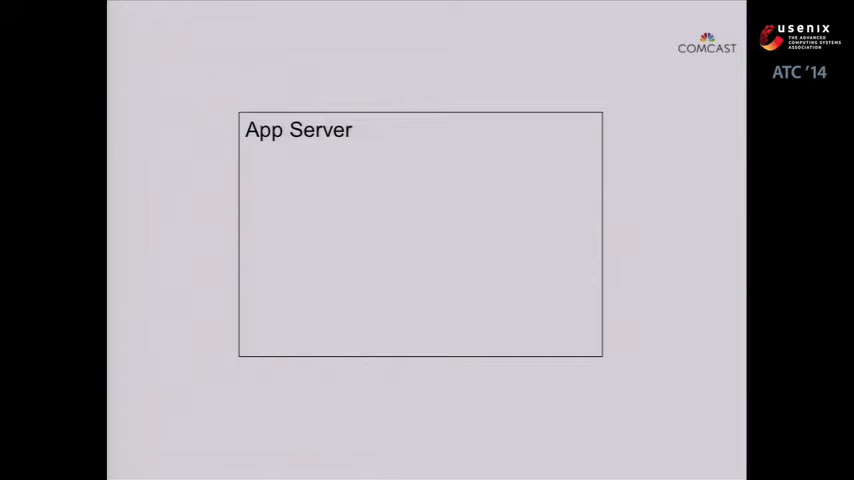 COMCAST
usenix
THE ADVANCED
COMPUTING SYSTEMS
ASSOCIATION
ATC '14
App Server